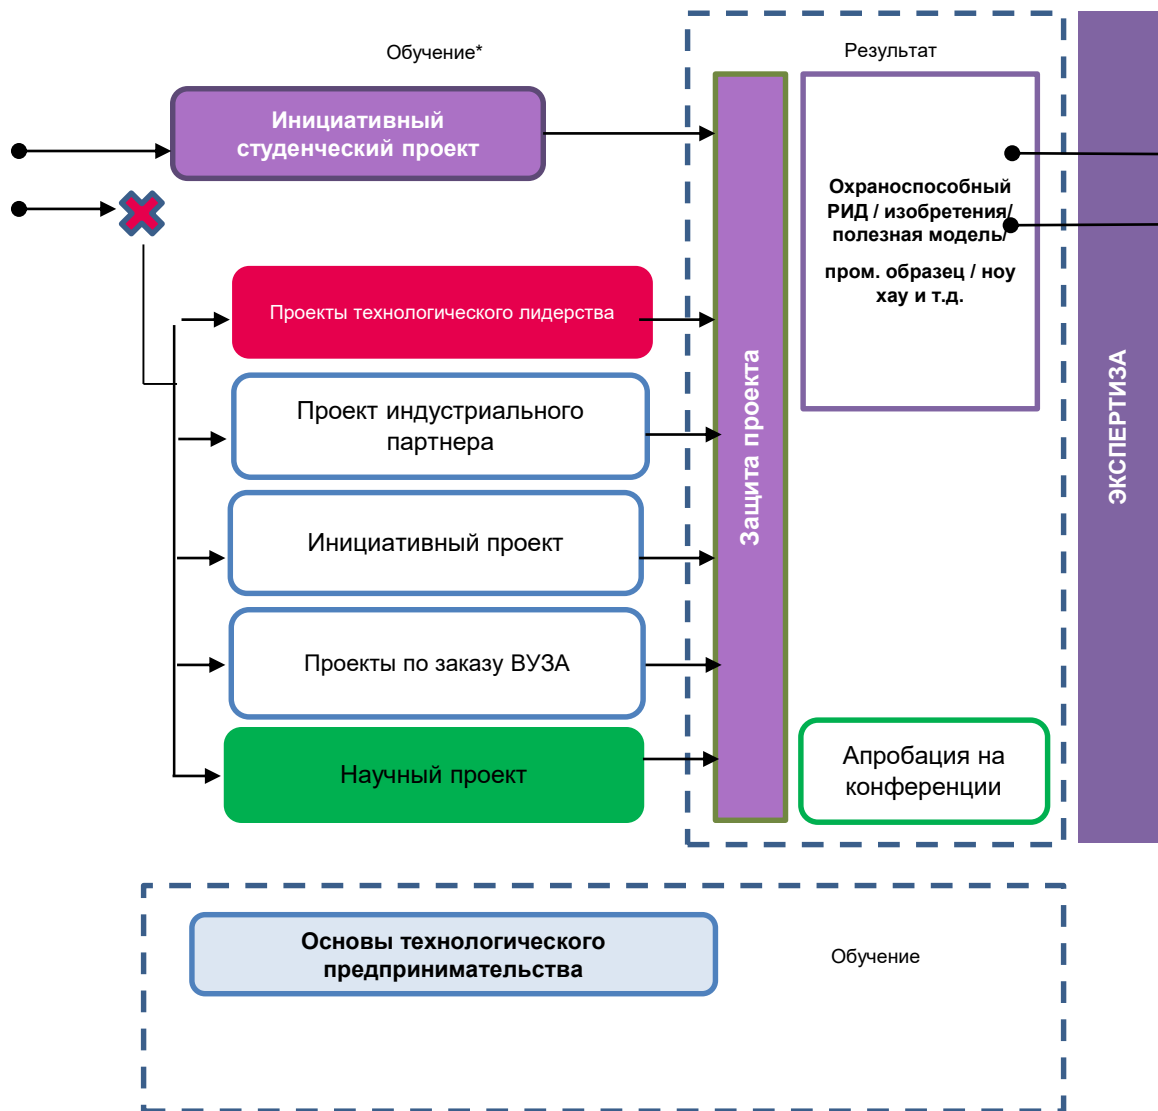 Обучение*
Результат
Инициативный
студенческий проект
Охраноспособный
РИД / изобретения/
полезная модель/
пром. образец / ноу
хау и т.д.
Проекты технологического лидерства
Проект индустриального
партнера
Инициативный проект
Проекты по заказу ВУЗА
Научный проект
Защита проекта
Апробация на
конференции
ЭКСПЕРТИЗА
Основы технологического
предпринимательства
Обучение